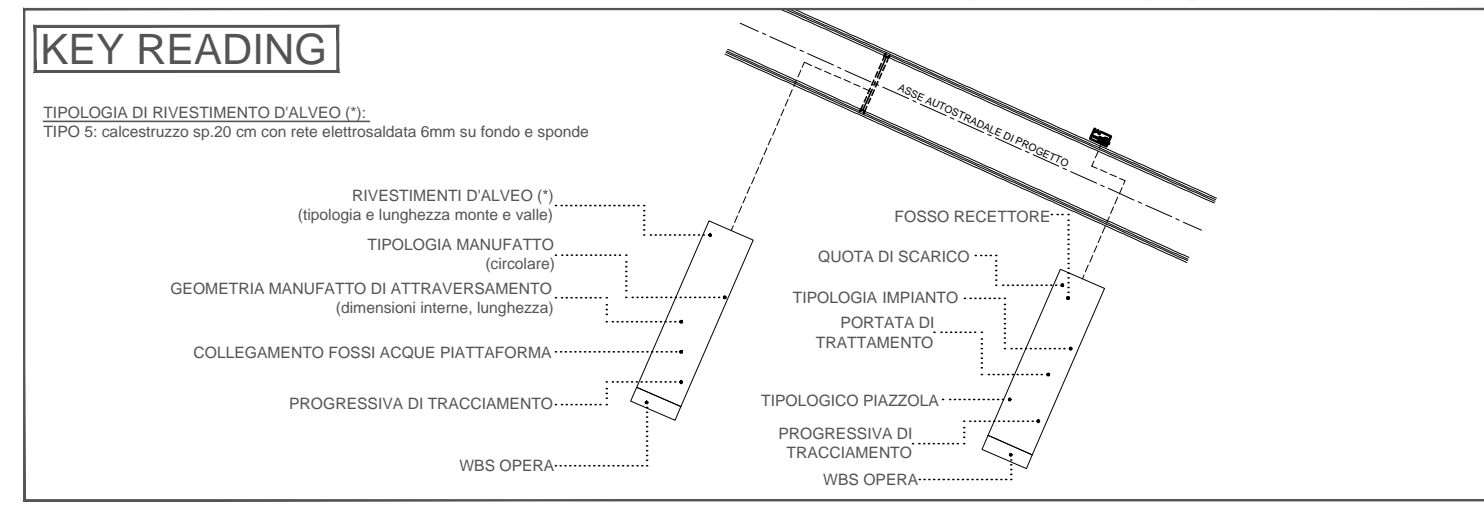 KEY READING
TIPOLOGIA DI RIVESTIMENTO D'ALVEO (*):
TIPO 5: calcestruzzo sp.20 cm con rete elettrosaldata 6mm su fondo e sponde
ASSE AUTOSTRADALE DI PROGETTO
RIVESTIMENTI D'ALVEO (*)
(tipologia e lunghezza monte e valle)
TIPOLOGIA MANUFATTO
(circolare)
GEOMETRIA MANUFATTO DI ATTRAVERSAMENTO
(dimensioni interne, lunghezza)
COLLEGAMENTO FOSSI ACQUE PIATTAFORMA
PROGRESSIVA DI TRACCIAMENTO
WBS OPERA
FOSSO RECETTORE
QUOTA DI SCARICO
TIPOLOGIA IMPIANTO
PORTATA DI
TRATTAMENTO
TIPOLOGICO PIAZZOLA
PROGRESSIVA DI
TRACCIAMENTO
WBS OPERA